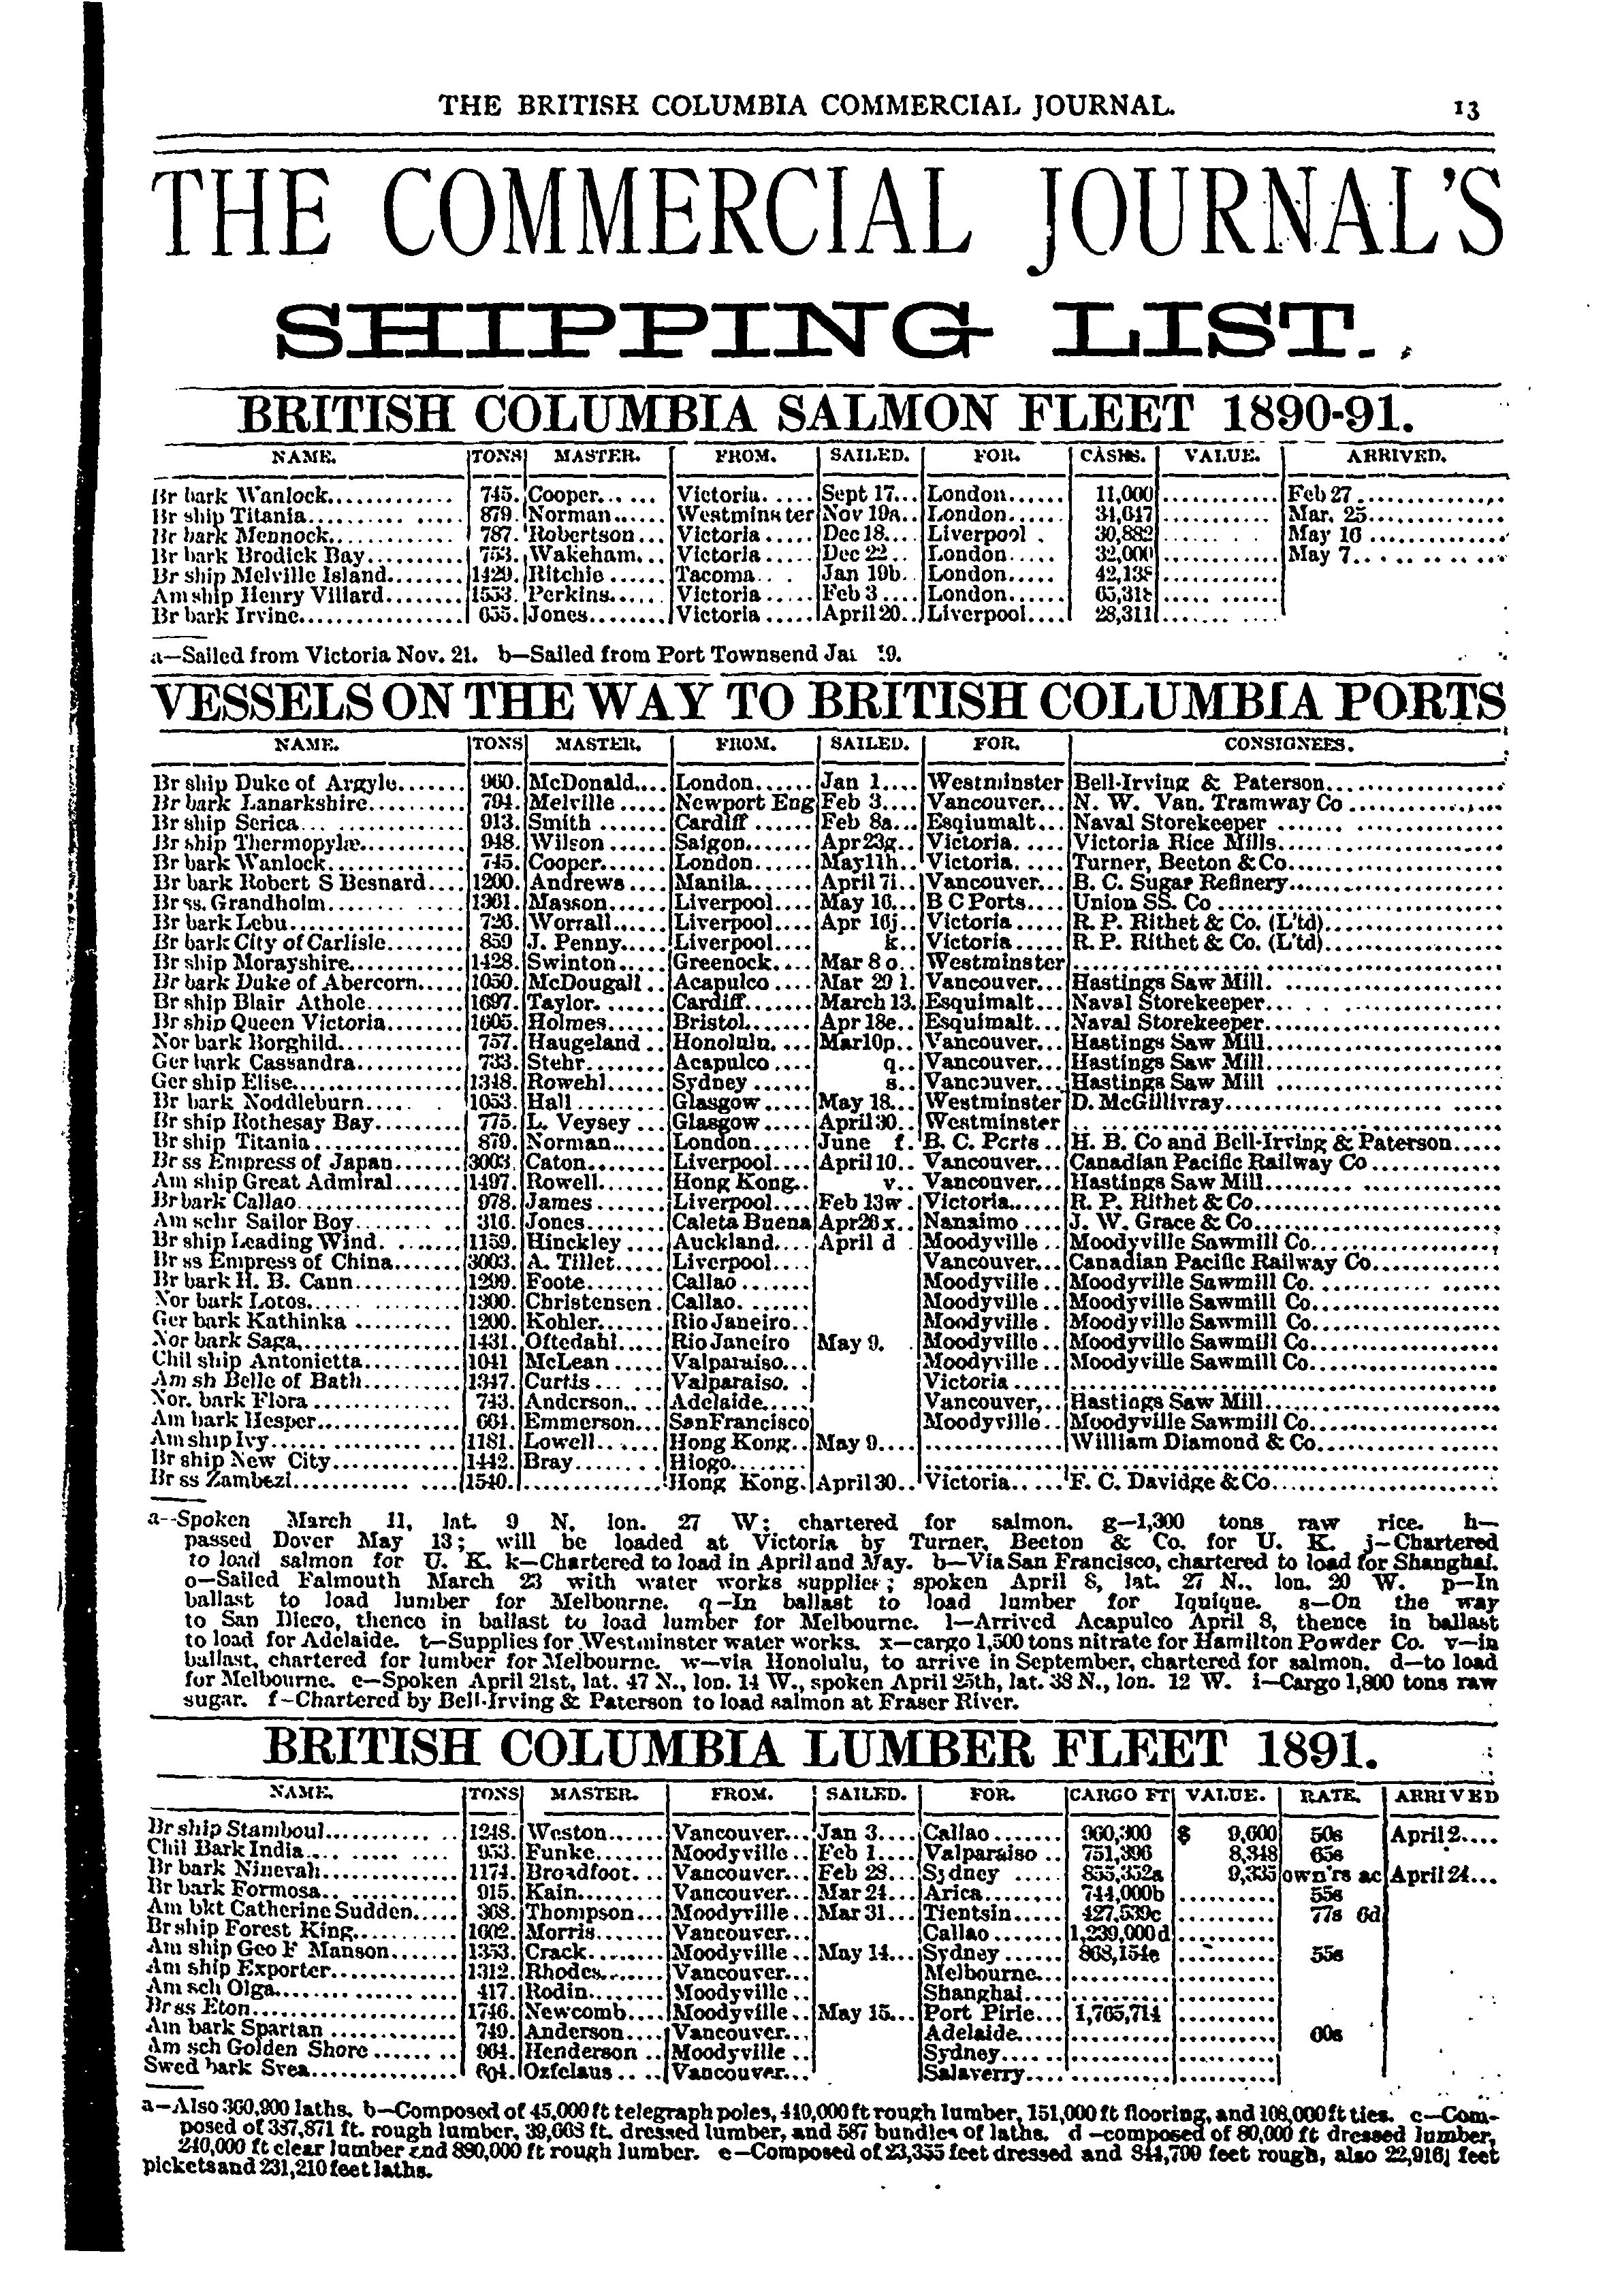 THE BRITISH COLUMBIA COMMERCIAL JOURNAL. 13
THE COMMERCIAL JOURNAL'S
SHIPPING LIST.
BRITISH COLUMBIA SALMON FLEET 1890-91.
NAME. TONS MASTER. FROM. SAILED. FOR. CASES. VALUE. ARRIVED.
Br bark Wanlock 745. Cooper Victoria Sept 17 London 11,000 Feb 27
Br ship Titania 879. Norman Westminster Nov 19a London 31,647 Mar. 25
Br bark Mennock 787. Robertson Victoria Dec 18 Liverpool 30,882 May 16
Br bark Brodick Bay 753. Wakeham Victoria Dec 22 London 32,000 May 7
Br ship Melville Island 1429. Ritchie Tacoma Jan 19b London 42,138
Am ship Henry Villard 1553. Perkins Victoria Feb 3 London
Br bark Irvine 655. Jones Victoria April 20 Liverpool 28,311
a—Sailed from Victoria Nov. 21. b—Sailed from Port Townsend
VESSELS ON THE WAY TO BRITISH COLUMBIA PORTS
NAME. TONS MASTER. FROM. SAILED. FOR. CONSIGNEES.
Br ship Duke of Argyle 960. McDonald London Jan 1 Westminster Bell-Irving & Paterson
Br bark Lanarkshire 794. Melville Newport Eng Feb 3 Vancouver N. W. Van. Tramway Co
Br ship Serica 913. Smith Cardiff Feb 8a Esqiumalt Naval Storekeeper
Br ship Thermopylæ 948. Wilson Saigon Apr 23g Victoria Victoria Rice Mills
Br bark Wanlock 745. Cooper London May11h Victoria Turner, Beeton & Co
Br bark Robert S Besnard 1200. Andrews Manila April 7i Vancouver B. C. Sugar Refinery
Br ss. Grandholm 1361. Masson Liverpool May 16 B C Ports Union SS. Co
Br bark Lebu 726. Worrall Liverpool Apr 16j Victoria R. P. Rithet & Co. (L'td)
Br bark City of Carlisle 859 J. Penny Liverpool k Victoria R. P. Rithet & Co. (L'td)
Br ship Morayshire 1428. Swinton Greenock Mar 8 o Westminster
Br bark Duke of Abercorn 1050. McDougall Acapulco Mar 29 l. Vancouver Hastings Saw Mill.
Br ship Blair Athole 1697. Taylor Cardiff March 13. Esquimalt Naval Storekeeper
Br ship Queen Victoria 1605. Holmes Bristol Apr 18e Esquimalt Naval Storekeeper
Nor bark Borghild 757. Haugeland Honolulu Mar10p Vancouver Hastings Saw Mill
Ger bark Cassandra 733. Stehr Acapulco q Vancouver Hastings Saw Mill
Ger ship Elise 1348. Rowehl Sydney s Vancouver Hastings Saw Mill
Br bark Noddleburn 1053. Hall Glasgow May 18 Westminster D. McGillivray
Br ship Rothesay Bay 775. L. Veysey Glasgow April 30 Westminster
Br ship Titania 879. Norman London June f. B. C. Ports H. B. Co and Bell-Irving & Paterson
Br ss Empress of Japan 3003. Caton Liverpool April 10 Vancouver Canadian Pacific Railway Co
Am ship Great Admiral 1497. Rowell Hong Kong v Vancouver Hastings Saw Mill
Br bark Callao 978. James Liverpool Feb 13w Victoria R. P. Rithet & Co
Am schr Sailor Boy 316. Jones Caleta Buena Apr26x Nanaimo J. W. Grace & Co
Br ship Leading Wind 1159. Hinckley Auckland April d Moodyville Moodyville Sawmill Co
Br ss Empress of China 3003. A. Tillet Liverpool Vancouver Canadian Pacific Railway Co
Br bark H. B. Cann 1299. Foote Callao Moodyville Moodyville Sawmill Co
Nor bark Lotos 1300. Christensen Callao Moodyville Moodyville Sawmill Co
Ger bark Kathinka 1200. Kohler Rio Janeiro Moodyville Moodyville Sawmill Co
Nor bark Saga 1431. Oftedahl Rio Janeiro May 9. Moodyville Moodyville Sawmill Co
Chil ship Antonietta 1041 McLean Valparaiso Moodyville Moodyville Sawmill Co
Am sh Belle of Bath 1347. Curtis Valparaiso Victoria
Nor. bark Flora 743. Anderson Adelaide Vancouver, Hastings Saw Mill
Am bark Hesper 664. Emmerson San Francisco Moodyville Moodyville Sawmill Co
Am ship Ivy 1181. Lowell Hong Kong May 9 William Diamond & Co
Br ship New City 1442. Bray Hiogo
Br ss Zambezi 1540. Hong Kong. April 30 Victoria F. C. Davidge & Co
a--Spoken March 11, lat. 9 N. lon. 27 W; chartered for salmon. g—1,300 tons raw rice. h—
passed Dover May 13; will be loaded at Victoria by Turner, Beeton & Co. for U. K. j—Chartered
to load salmon for U. K. k—Chartered to load in April and May. b—Via San Francisco, chartered to load for Shanghai.
o—Sailed Falmouth March 23 with water works supplies; spoken April 8, lat. 27 N., lon. 20 W. p—In
ballast to load lumber for Melbourne. q—In ballast to load lumber for Iquique. s—On the way
to San Diego, thence in ballast to load lumber for Melbourne. l—Arrived Acapulco April 8, thence in ballast
to load for Adelaide. t—Supplies for Westminster water works. x—cargo 1,500 tons nitrate for Hamilton Powder Co. v—in
ballast, chartered for lumber for Melbourne. w—via Honolulu, to arrive in September, chartered for salmon. d—to load
for Melbourne. e—Spoken April 21st, lat. 47 N., lon. 14 W., spoken April 25th, lat. 38 N., lon. 12 W. i—Cargo 1,800 tons raw
sugar. f—Chartered by Bell-Irving & Paterson to load salmon at Fraser River.
BRITISH COLUMBIA LUMBER FLEET 1891.
NAME. TONS MASTER. FROM. SAILED. FOR. CARGO FT VALUE. RATE. ARRIVED
Br ship Stamboul 1248. Weston Vancouver Jan 3 Callao 960,300 $ 9,600 50s April 2
Chil Bark India 953. Funke Moodyville Feb 1 Valparaiso 751,396 8,348 65s
Br bark Ninevah 1174. Broadfoot Vancouver Feb 28 Sydney 855,352a 9,335 own'rs ac April 24
Br bark Formosa 915. Kain Vancouver Mar 24 Arica 744,000b 55s
Am bkt Catherine Sudden 368. Thompson Moodyville Mar 31 Tientsin 427,539c 77s 6d
Br ship Forest King 1602. Morris Vancouver Callao 1,239,000d
Am ship Geo F Manson 1353. Crack Moodyville May 14 Sydney 868,154e 55s
Am ship Exporter 1312. Rhodes Vancouver Melbourne
Am sch Olga 417. Rodin Moodyville Shanghai
Br ss Eton 1746. Newcomb Moodyville May 15 Port Pirie 1,765,714
Am bark Spartan 749. Anderson Vancouver Adelaide 60s
Am sch Golden Shore 964. Henderson Moodyville Sydney
Swed bark Svea 604. Ozfelaus Vancouver Salaverry
a—Also 360,900 laths. b—Composed of 45,000 ft telegraph poles, 440,000 ft rough lumber, 151,000 ft flooring, and 108,000 ft ties. c—Com-
posed of 387,871 ft. rough lumber, 39,668 ft. dressed lumber, and 587 bundles of laths. d—composed of 80,000 ft dressed lumber,
240,000 ft clear lumber and 890,000 ft rough lumber. e—Composed of 23,355 feet dressed and 844,799 feet rough, also feet
pickets and 231,210 feet laths.